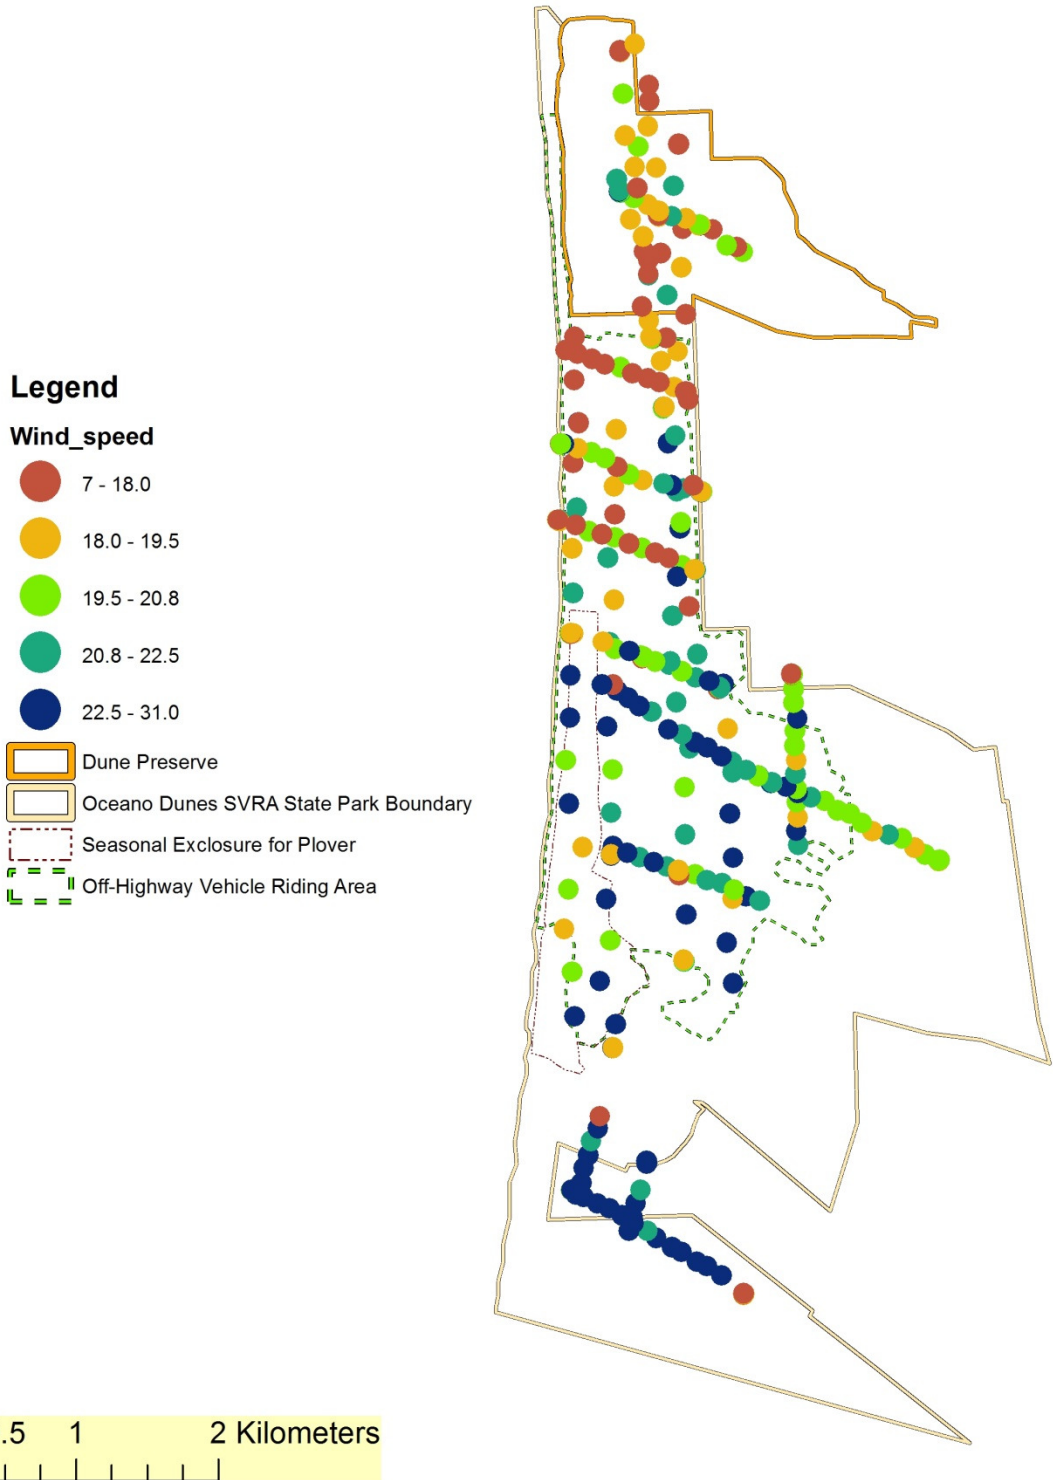 Legend
Wind_speed
7 - 18.0
18.0 - 19.5
19.5 - 20.8
20.8 - 22.5
22.5 - 31.0
Dune Preserve
Oceano Dunes SVRA State Park Boundary
Seasonal Exclosure for Plover
Off-Highway Vehicle Riding Area
.5 1 2 Kilometers